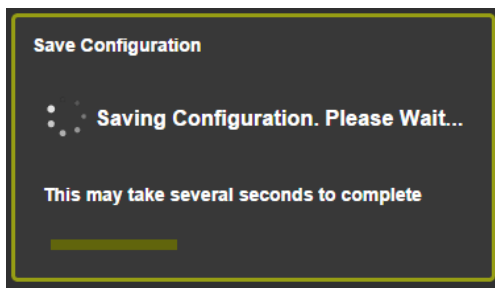 Save Configuration
Saving Configuration. Please Wait...
This may take several seconds to complete